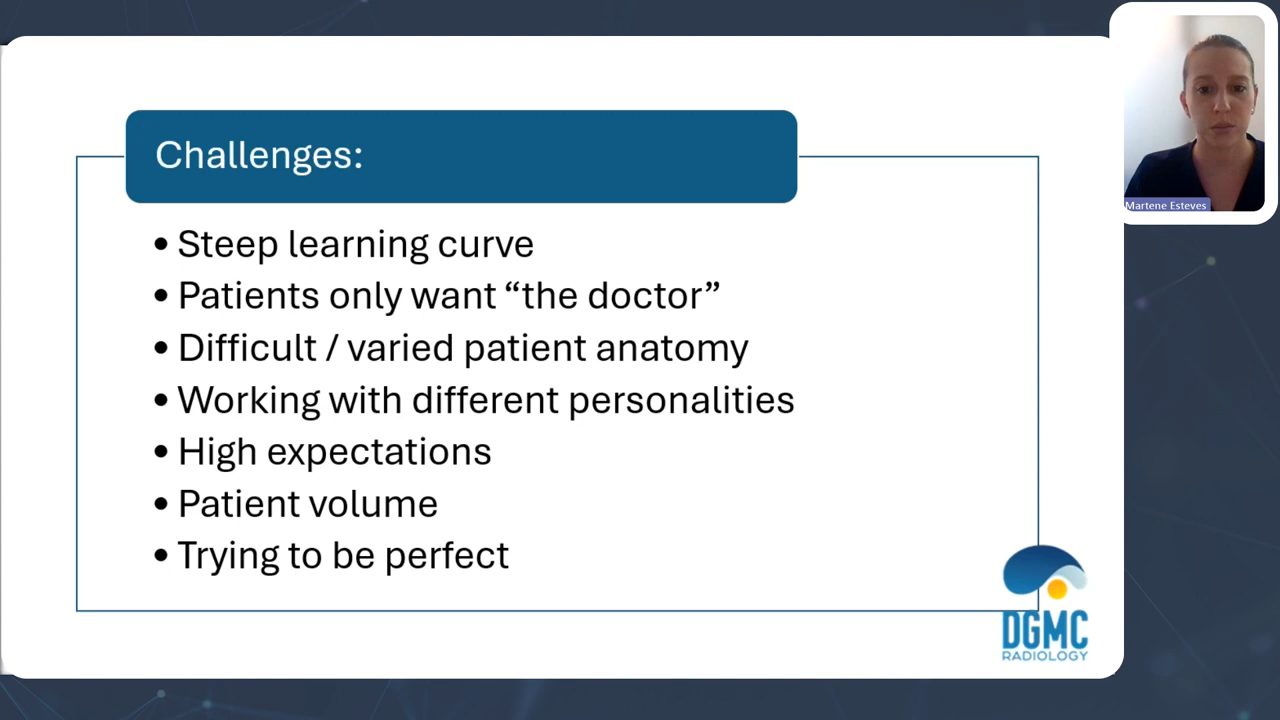 Challenges:
• Steep learning curve
• Patients only want “the doctor”
• Difficult / varied patient anatomy
• Working with different personalities
• High expectations
• Patient volume
• Trying to be perfect
DGMC
RADIOLOGY
Martene Esteves